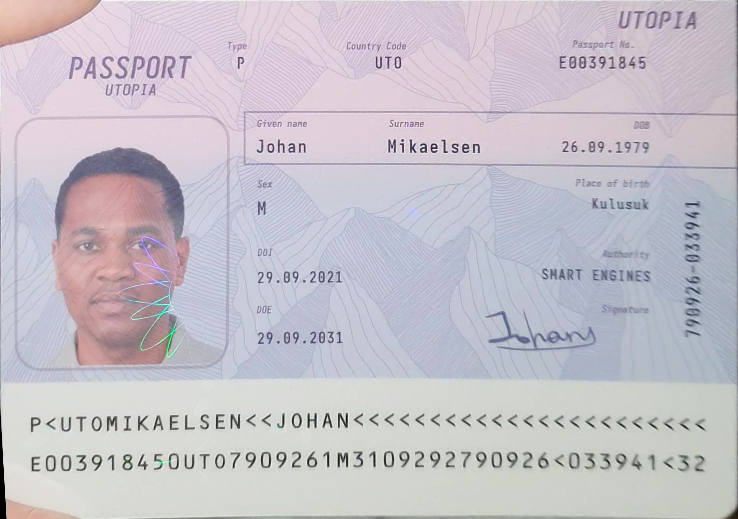 UTOPIA
PASSPORT
UTOPIA
Type Country Code Passport No.
P UTO E00391845
Given name Surname DOB
Johan Mikaelsen 26.09.1979
Sex Place of birth
M Kulusuk
DOI Authority
29.09.2021 SMART ENGINES
DOE Signature
29.09.2031 Johans
790926-033941
P<UTOMIKAELSEN<<JOHAN<<<<<<<<<<<<<<<<<<<<<<<
E003918450UTO7909261M3109292790926<033941<32